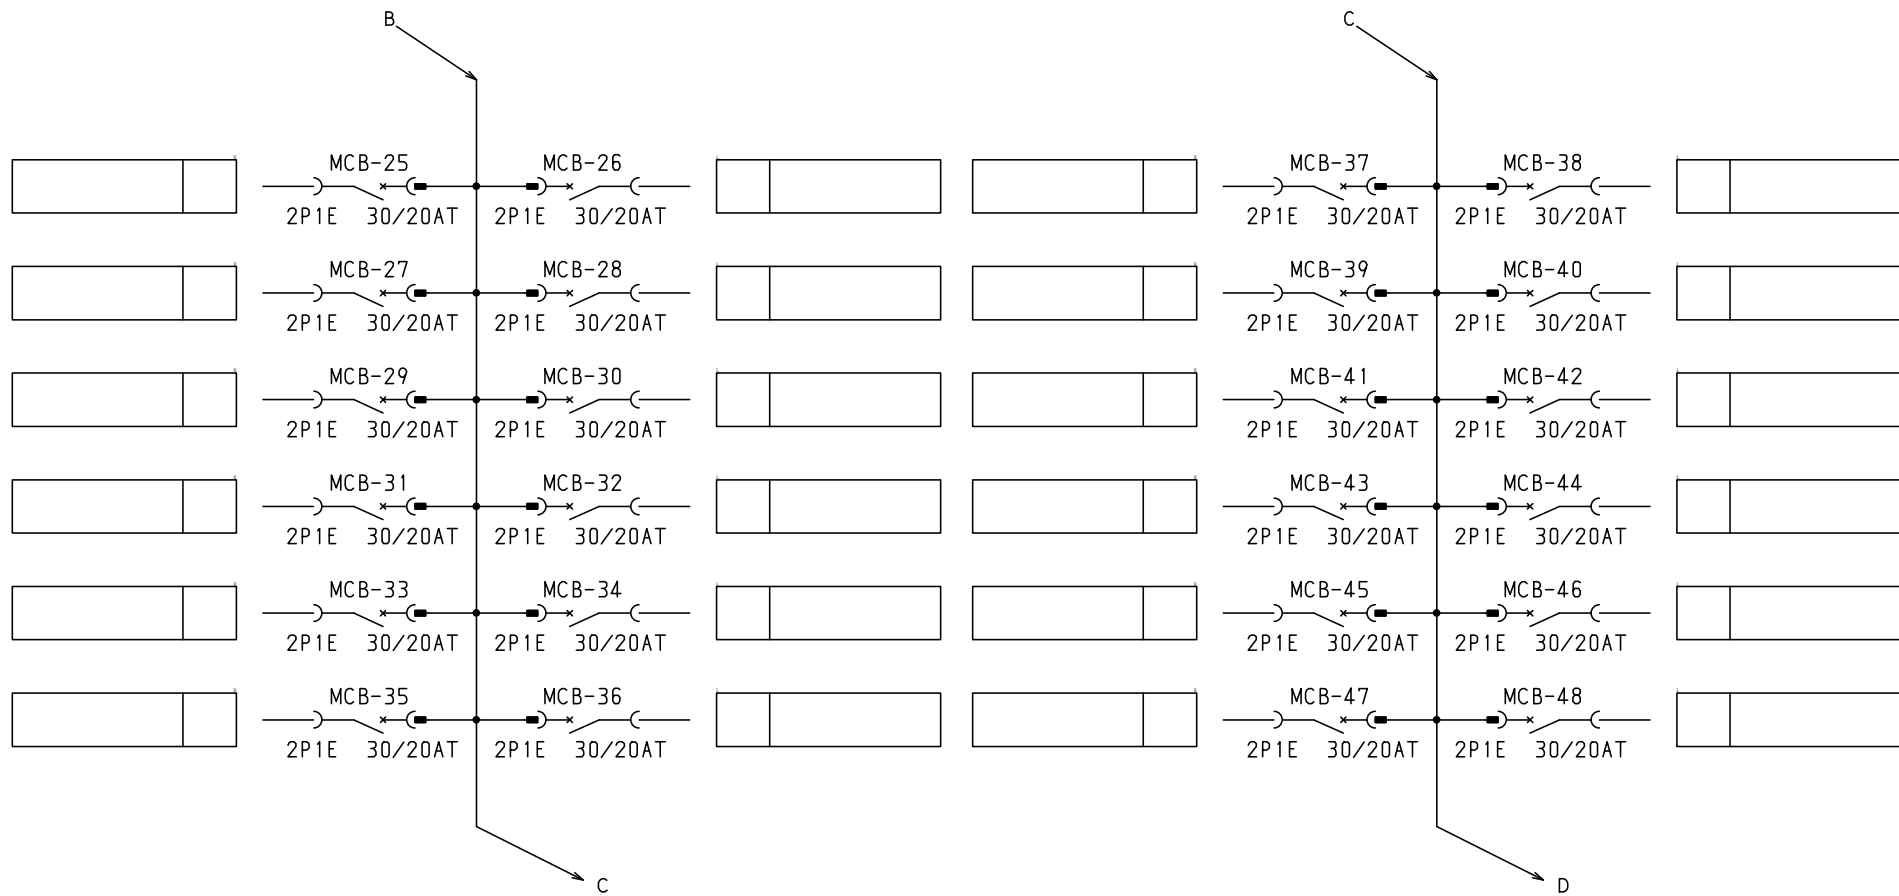 B C
MCB-25 MCB-26 MCB-37 MCB-38
2P1E 30/20AT 2P1E 30/20AT 2P1E 30/20AT 2P1E 30/20AT
MCB-27 MCB-28 MCB-39 MCB-40
2P1E 30/20AT 2P1E 30/20AT 2P1E 30/20AT 2P1E 30/20AT
MCB-29 MCB-30 MCB-41 MCB-42
2P1E 30/20AT 2P1E 30/20AT 2P1E 30/20AT 2P1E 30/20AT
MCB-31 MCB-32 MCB-43 MCB-44
2P1E 30/20AT 2P1E 30/20AT 2P1E 30/20AT 2P1E 30/20AT
MCB-33 MCB-34 MCB-45 MCB-46
2P1E 30/20AT 2P1E 30/20AT 2P1E 30/20AT 2P1E 30/20AT
MCB-35 MCB-36 MCB-47 MCB-48
2P1E 30/20AT 2P1E 30/20AT 2P1E 30/20AT 2P1E 30/20AT
C D